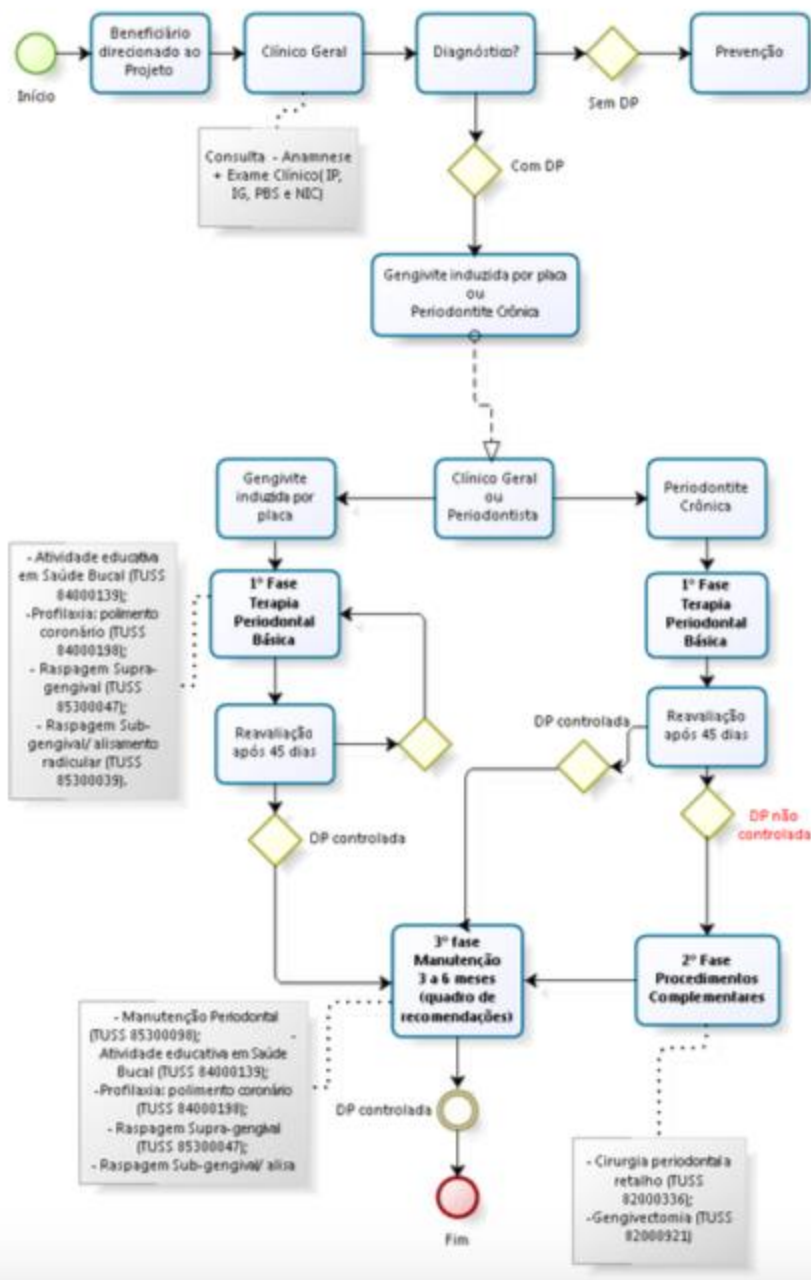 Início
Beneficiário
direcionado ao
Projeto
Clínico Geral
Diagnóstico?
Sem DP
Prevenção
Consulta - Anamnese
+ Exame Clínico( IP,
IG, PBS e NIC)
Com DP
Gengivite induzida por placa
ou
Periodontite Crônica
Gengivite
induzida por
placa
Clínico Geral
ou
Periodontista
Periodontite
Crônica
- Atividade educativa
em Saúde Bucal (TUSS
84000139);
-Profilaxia: polimento
coronário (TUSS
84000198);
- Raspagem Supra-
gengival (TUSS
85300047);
- Raspagem Sub-
gengival/ alisamento
radicular (TUSS
85300039).
1º Fase
Terapia
Periodontal
Básica
1º Fase
Terapia
Periodontal
Básica
Reavaliação
após 45 dias
DP controlada
Reavaliação
após 45 dias
DP controlada
DP não
controlada
3º fase
Manutenção
3 a 6 meses
(quadro de
recomendações)
2º Fase
Procedimentos
Complementares
- Manutenção Periodontal
(TUSS 85300098); -
Atividade educativa em Saúde
Bucal (TUSS 84000139);
-Profilaxia: polimento coronário
(TUSS 84000198);
- Raspagem Supra-gengival
(TUSS 85300047);
- Raspagem Sub-gengival/ alisa
DP controlada
Fim
- Cirurgia periodontal a
retalho (TUSS
82000336);
-Gengivectomia (TUSS
82000921)